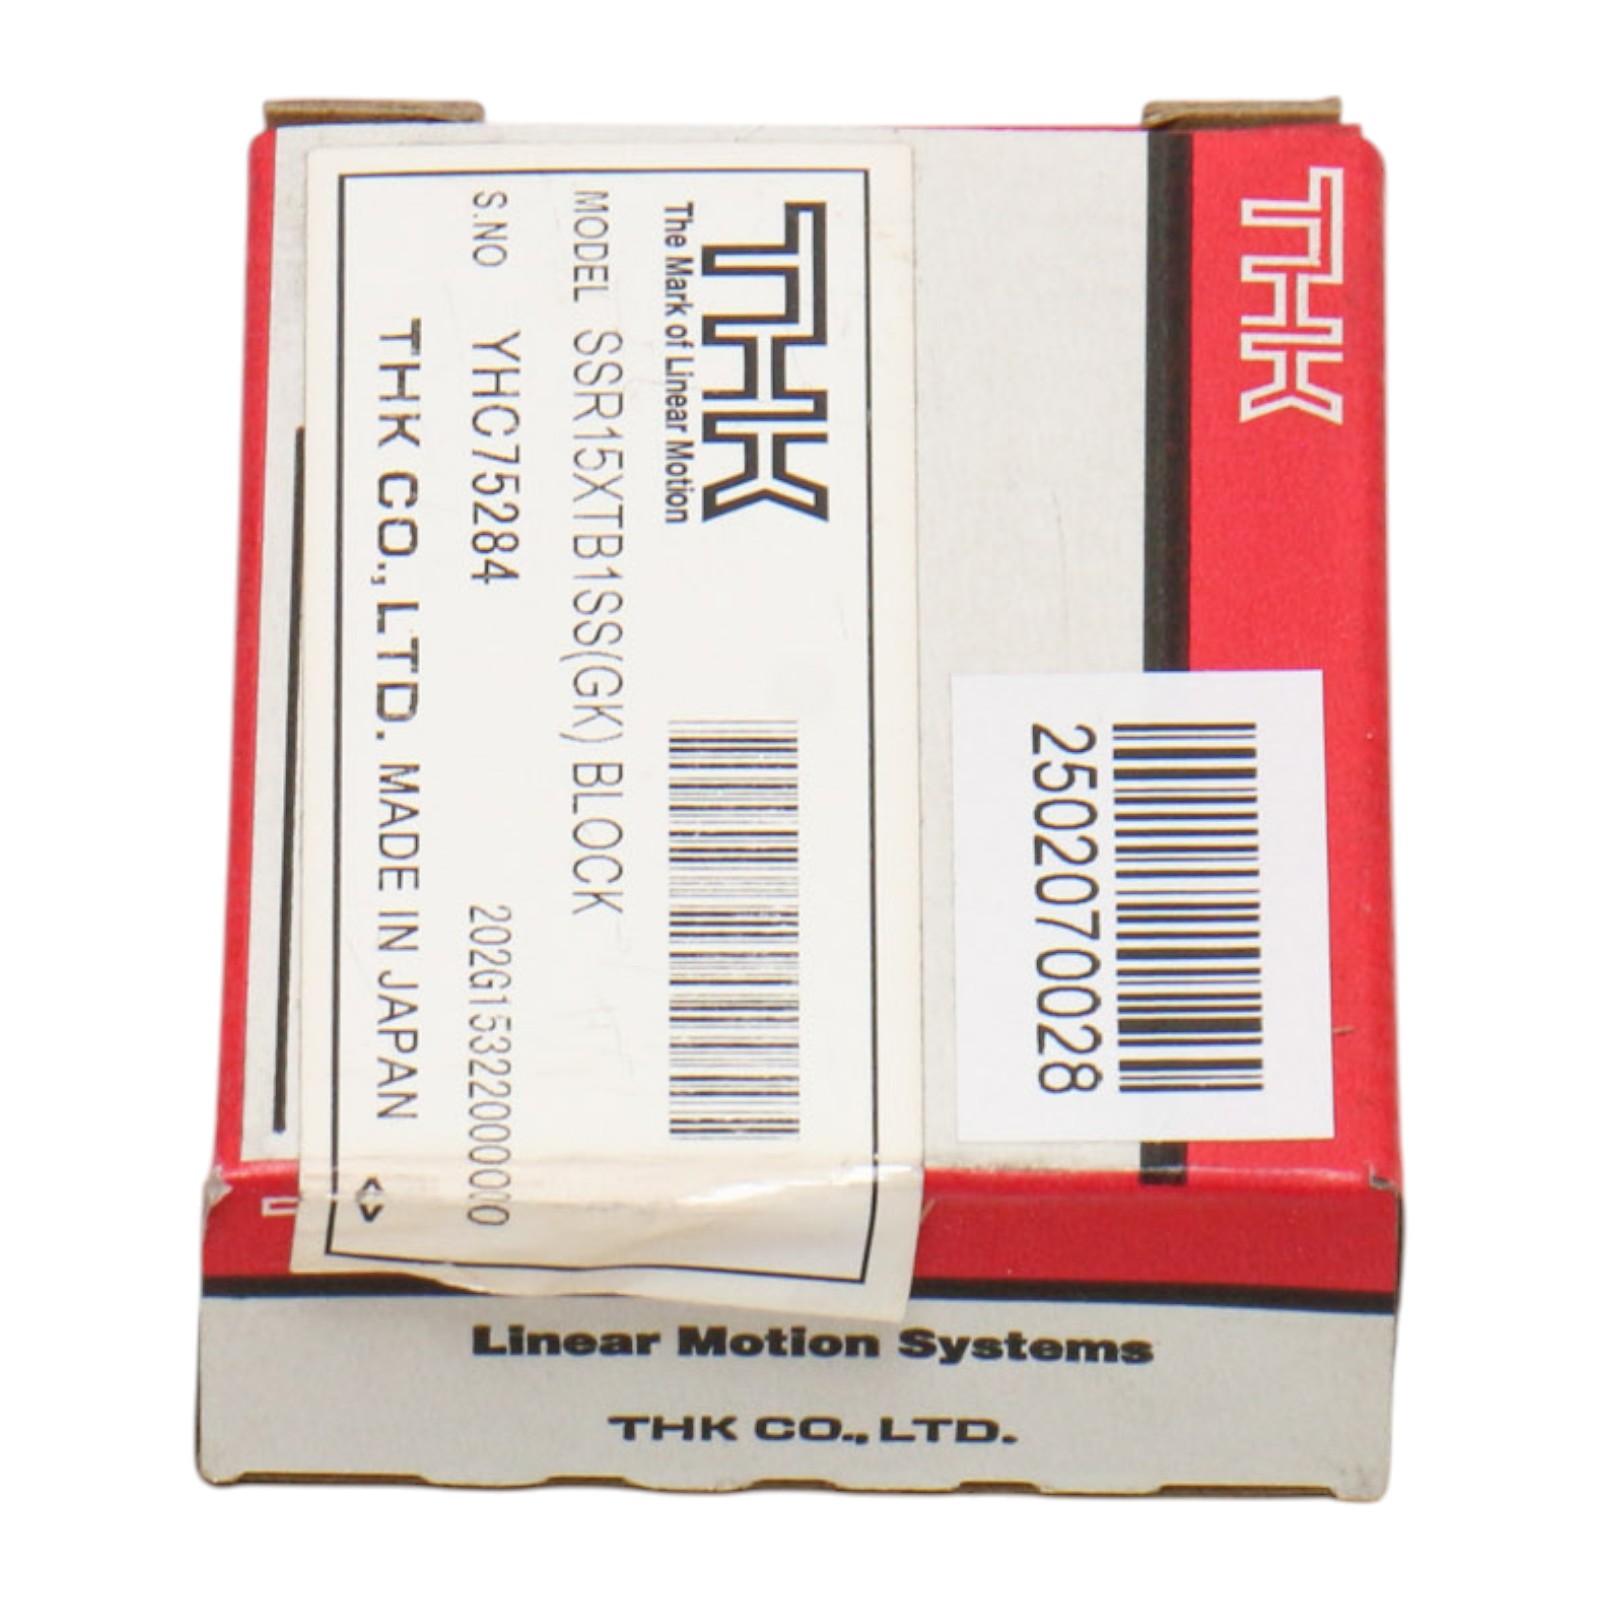 THK
The Mark of Linear Motion
MODEL SSR15XTB1SS(GK) BLOCK
S.NO YHC75284 202G1532200000
THK CO., LTD. MADE IN JAPAN
THK
2502070028
Linear Motion Systems
THK CO., LTD.